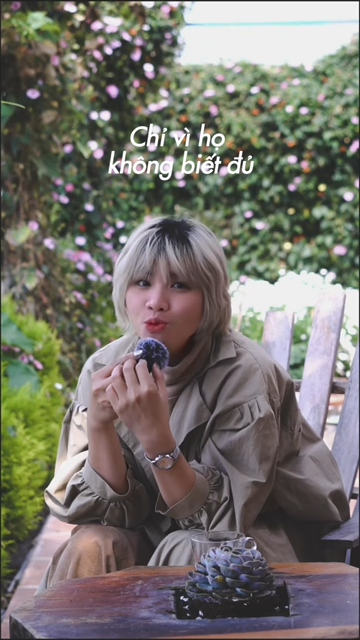 Chỉ vì họ
không biết đủ